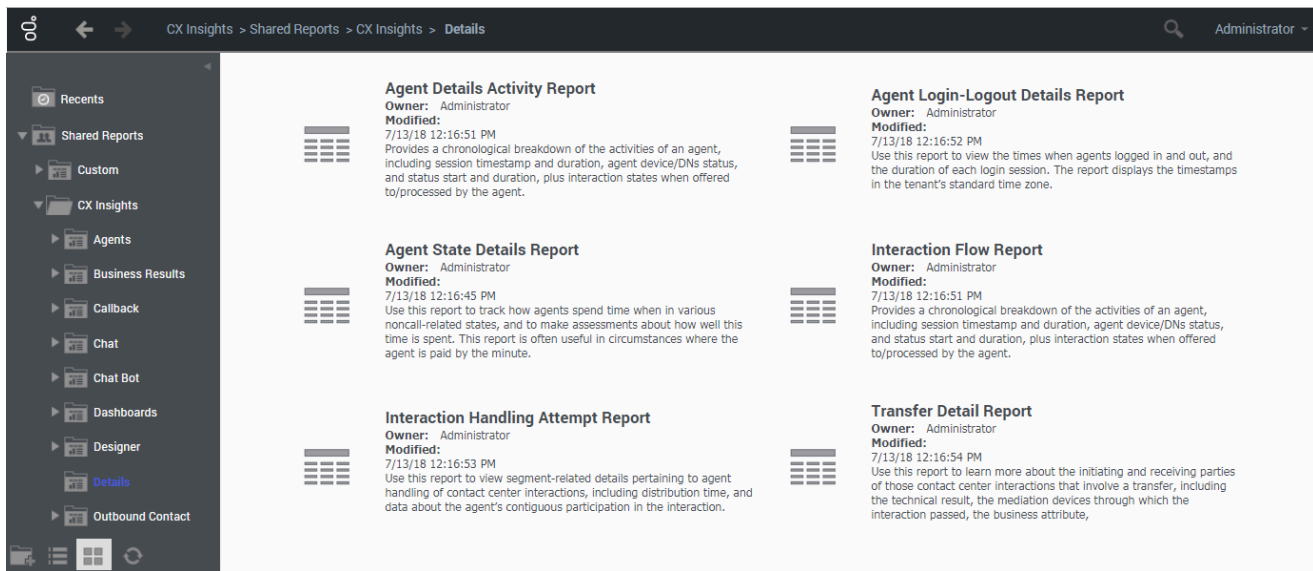 CX Insights > Shared Reports > CX Insights > Details
Administrator
Recents
Shared Reports
Custom
CX Insights
Agents
Business Results
Callback
Chat
Chat Bot
Dashboards
Designer
Details
Outbound Contact
Agent Details Activity Report
Owner: Administrator
Modified:
7/13/18 12:16:51 PM
Provides a chronological breakdown of the activities of an agent,
including session timestamp and duration, agent device/DNs status,
and status start and duration, plus interaction states when offered
to/processed by the agent.
Agent Login-Logout Details Report
Owner: Administrator
Modified:
7/13/18 12:16:52 PM
Use this report to view the times when agents logged in and out, and
the duration of each login session. The report displays the timestamps
in the tenant's standard time zone.
Agent State Details Report
Owner: Administrator
Modified:
7/13/18 12:16:45 PM
Use this report to track how agents spend time when in various
noncall-related states, and to make assessments about how well this
time is spent. This report is often useful in circumstances where the
agent is paid by the minute.
Interaction Flow Report
Owner: Administrator
Modified:
7/13/18 12:16:51 PM
Provides a chronological breakdown of the activities of an agent,
including session timestamp and duration, agent device/DNs status,
and status start and duration, plus interaction states when offered
to/processed by the agent.
Interaction Handling Attempt Report
Owner: Administrator
Modified:
7/13/18 12:16:53 PM
Use this report to view segment-related details pertaining to agent
handling of contact center interactions, including distribution time, and
data about the agent's contiguous participation in the interaction.
Transfer Detail Report
Owner: Administrator
Modified:
7/13/18 12:16:54 PM
Use this report to learn more about the initiating and receiving parties
of those contact center interactions that involve a transfer, including
the technical result, the mediation devices through which the
interaction passed, the business attribute,